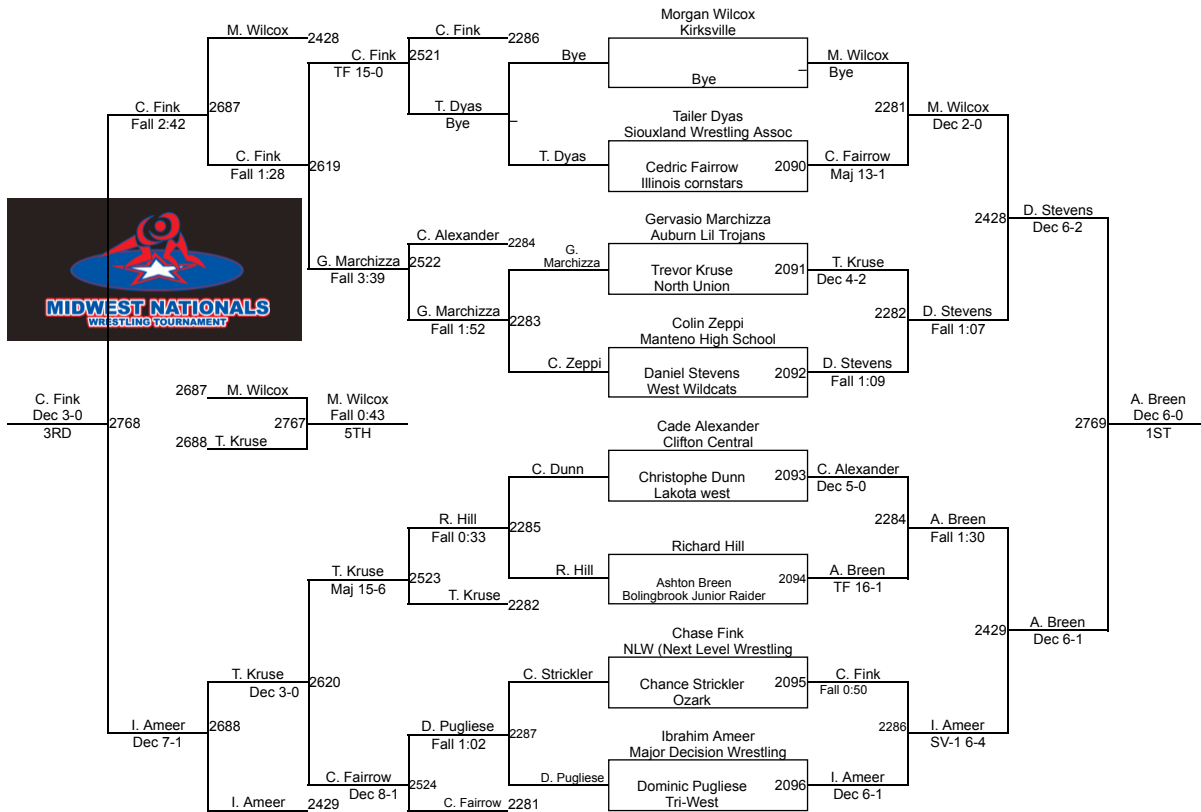 Morgan Wilcox
Kirksville
M. Wilcox
2428
C. Fink
2286
C. Fink
2521
TF 15-0
Bye
Bye
M. Wilcox
Bye
C. Fink
2687
Fall 2:42
T. Dyas
Bye
2281
M. Wilcox
Dec 2-0
Tailer Dyas
Siouxland Wrestling Assoc
C. Fink
Fall 1:28
2619
T. Dyas
Cedric Fairrow
2090
Illinois cornstars
C. Fairrow
Maj 13-1
MIDWEST NATIONALS
WRESTLING TOURNAMENT
2428
D. Stevens
Dec 6-2
Gervasio Marchizza
Auburn Lil Trojans
C. Alexander
2284
G. Marchizza
Fall 3:39
2522
G.
Marchizza
Trevor Kruse
2091
North Union
T. Kruse
Dec 4-2
G. Marchizza
Fall 1:52
2283
2282
D. Stevens
Fall 1:07
Colin Zeppi
Manteno High School
C. Zeppi
Daniel Stevens
2092
West Wildcats
D. Stevens
Fall 1:09
C. Fink
Dec 3-0
3RD
2768
2687
M. Wilcox
2688
T. Kruse
2767
M. Wilcox
Fall 0:43
5TH
2769
A. Breen
Dec 6-0
1ST
Cade Alexander
Clifton Central
C. Dunn
Christophe Dunn
2093
Lakota west
C. Alexander
Dec 5-0
R. Hill
Fall 0:33
2285
2284
A. Breen
Fall 1:30
Richard Hill
T. Kruse
Maj 15-6
2523
R. Hill
Ashton Breen
2094
Bolingbrook Junior Raider
A. Breen
TF 16-1
T. Kruse
2282
2429
A. Breen
Dec 6-1
Chase Fink
NLW (Next Level Wrestling
T. Kruse
Dec 3-0
2620
C. Strickler
Chance Strickler
2095
Ozark
C. Fink
Fall 0:50
I. Ameer
Dec 7-1
2688
D. Pugliese
Fall 1:02
2287
2286
I. Ameer
SV-1 6-4
Ibrahim Ameer
Major Decision Wrestling
C. Fairrow
Dec 8-1
2524
D. Pugliese
Dominic Pugliese
2096
Tri-West
I. Ameer
Dec 6-1
I. Ameer
2429
C. Fairrow
2281